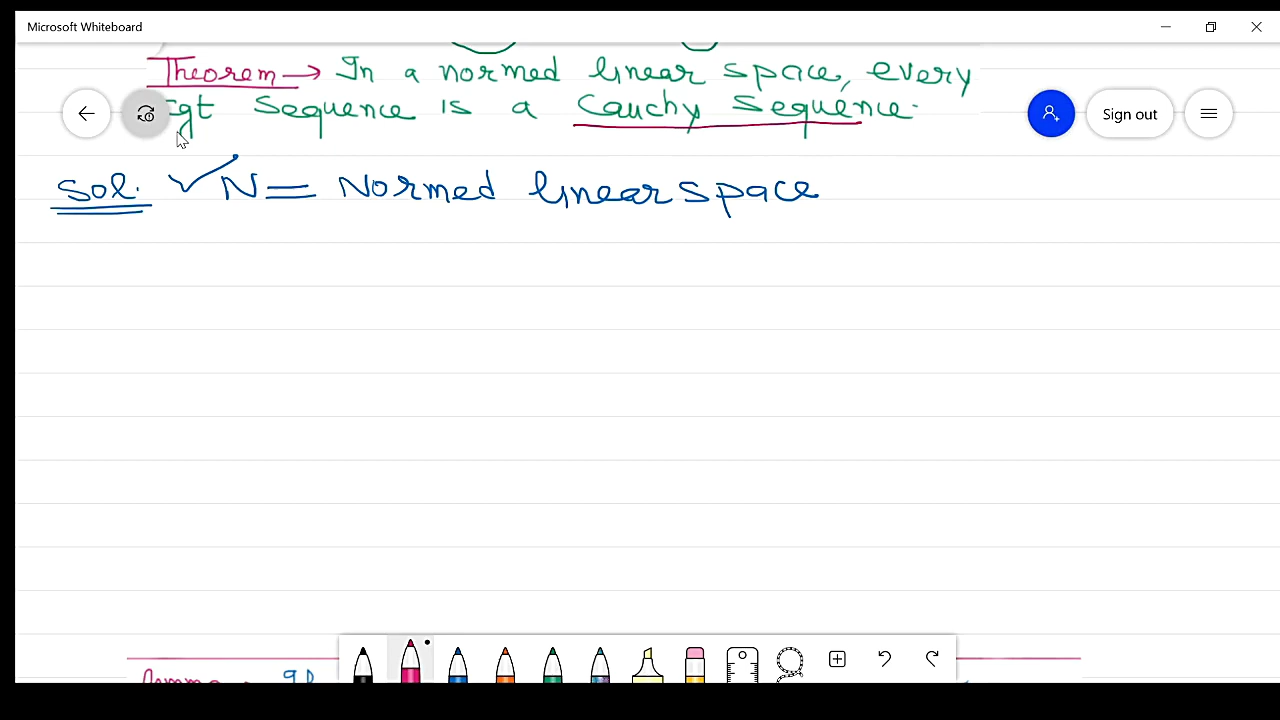 Microsoft Whiteboard
Theorem → In a normed linear space, every
cgt Sequence is a Cauchy Sequence.
Sign out
Sol. ✓ N = Normed linear space